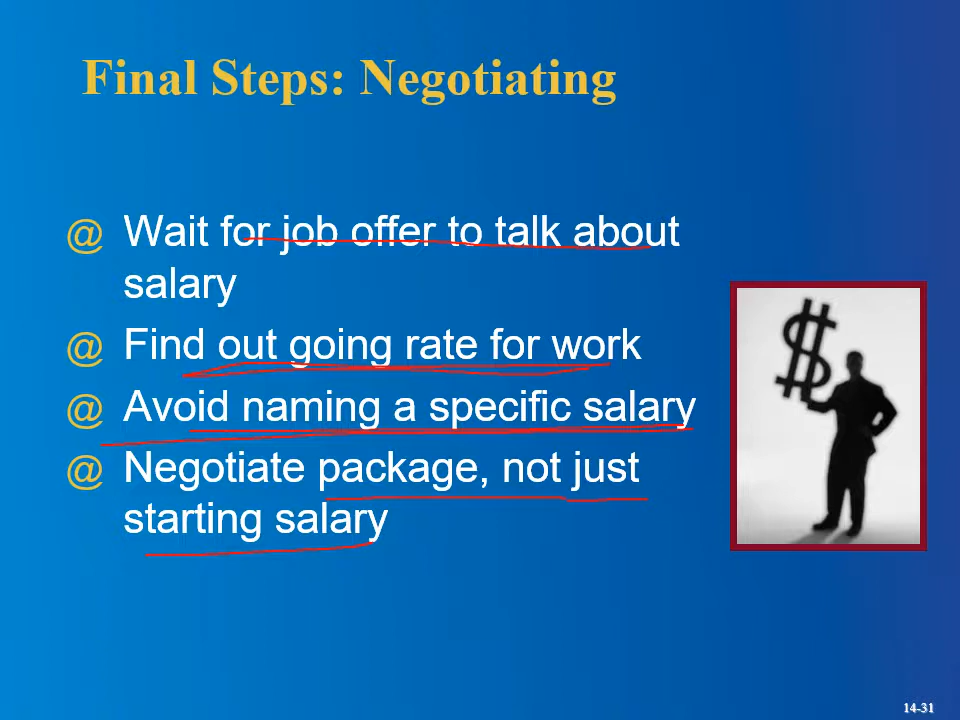 Final Steps: Negotiating
@ Wait for job offer to talk about
salary
@ Find out going rate for work
@ Avoid naming a specific salary
@ Negotiate package, not just
starting salary
$
14-31